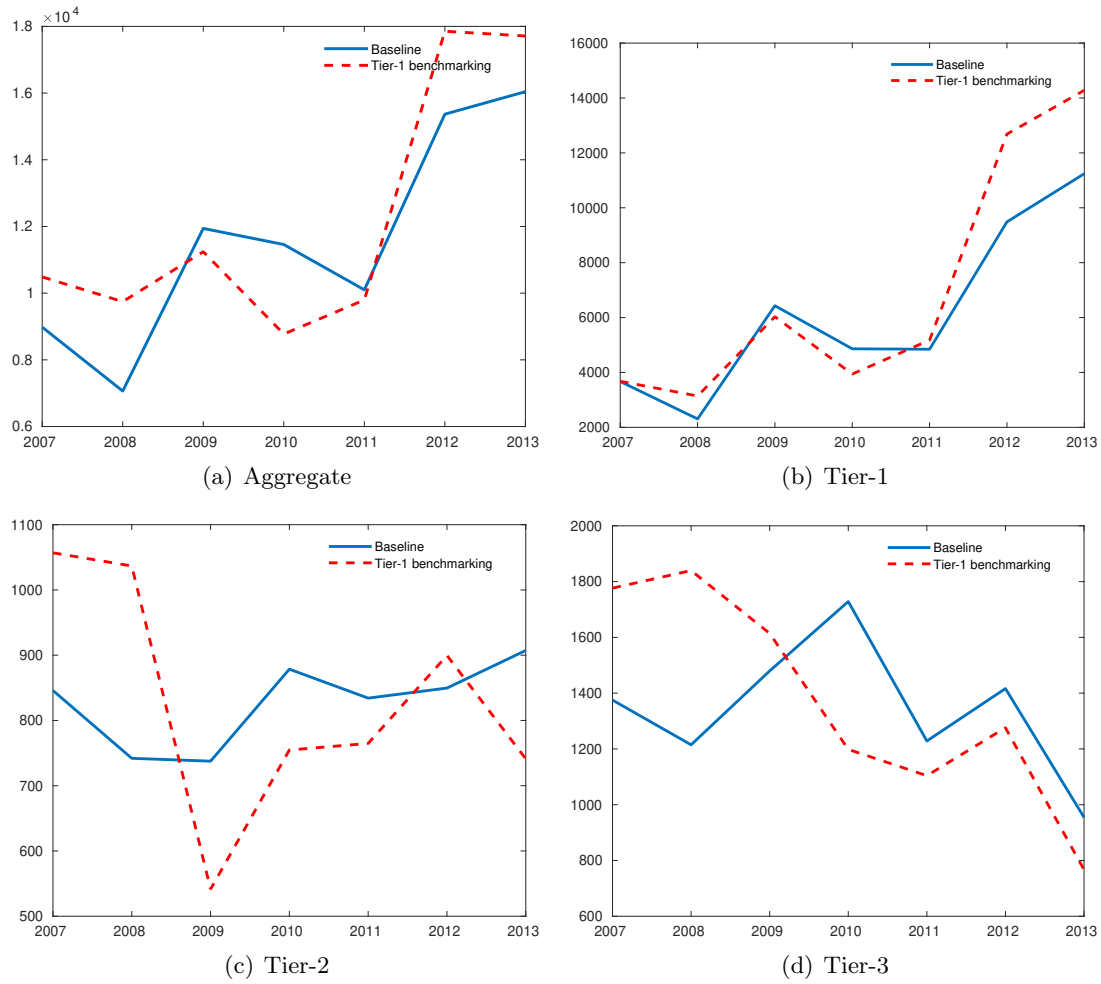 ×10⁴
1.8
1.6
1.4
1.2
1
0.8
0.6
2007 2008 2009 2010 2011 2012 2013
Baseline
Tier-1 benchmarking
(a) Aggregate
16000
14000
12000
10000
8000
6000
4000
2000
2007 2008 2009 2010 2011 2012 2013
Baseline
Tier-1 benchmarking
(b) Tier-1
1100
1000
900
800
700
600
500
2007 2008 2009 2010 2011 2012 2013
Baseline
Tier-1 benchmarking
(c) Tier-2
2000
1800
1600
1400
1200
1000
800
600
2007 2008 2009 2010 2011 2012 2013
Baseline
Tier-1 benchmarking
(d) Tier-3